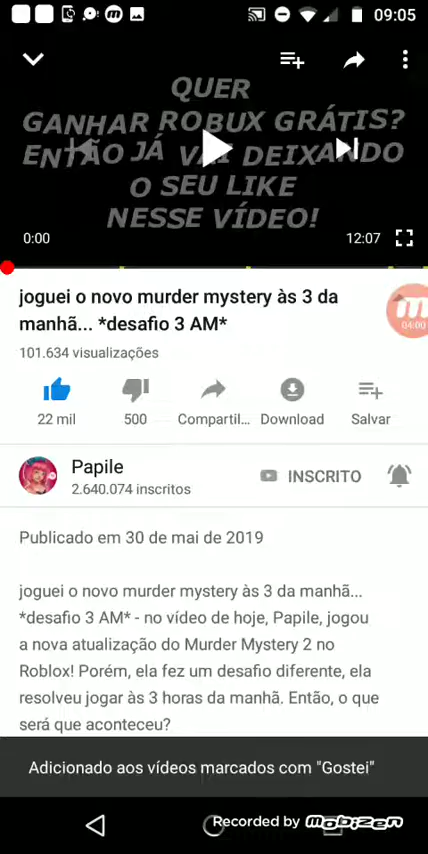 09:05
QUER
GANHAR ROBUX GRÁTIS?
ENTÃO JÁ VAI DEIXANDO
O SEU LIKE
NESSE VÍDEO!
0:00
12:07
joguei o novo murder mystery às 3 da
manhã... *desafio 3 AM*
04:00
101.634 visualizações
22 mil
500
Compartil...
Download
Salvar
Papile
2.640.074 inscritos
INSCRITO
Publicado em 30 de mai de 2019
joguei o novo murder mystery às 3 da manhã...
*desafio 3 AM* - no vídeo de hoje, Papile, jogou
a nova atualização do Murder Mystery 2 no
Roblox! Porém, ela fez um desafio diferente, ela
resolveu jogar às 3 horas da manhã. Então, o que
será que aconteceu?
Adicionado aos vídeos marcados com "Gostei"
Recorded by mobizen